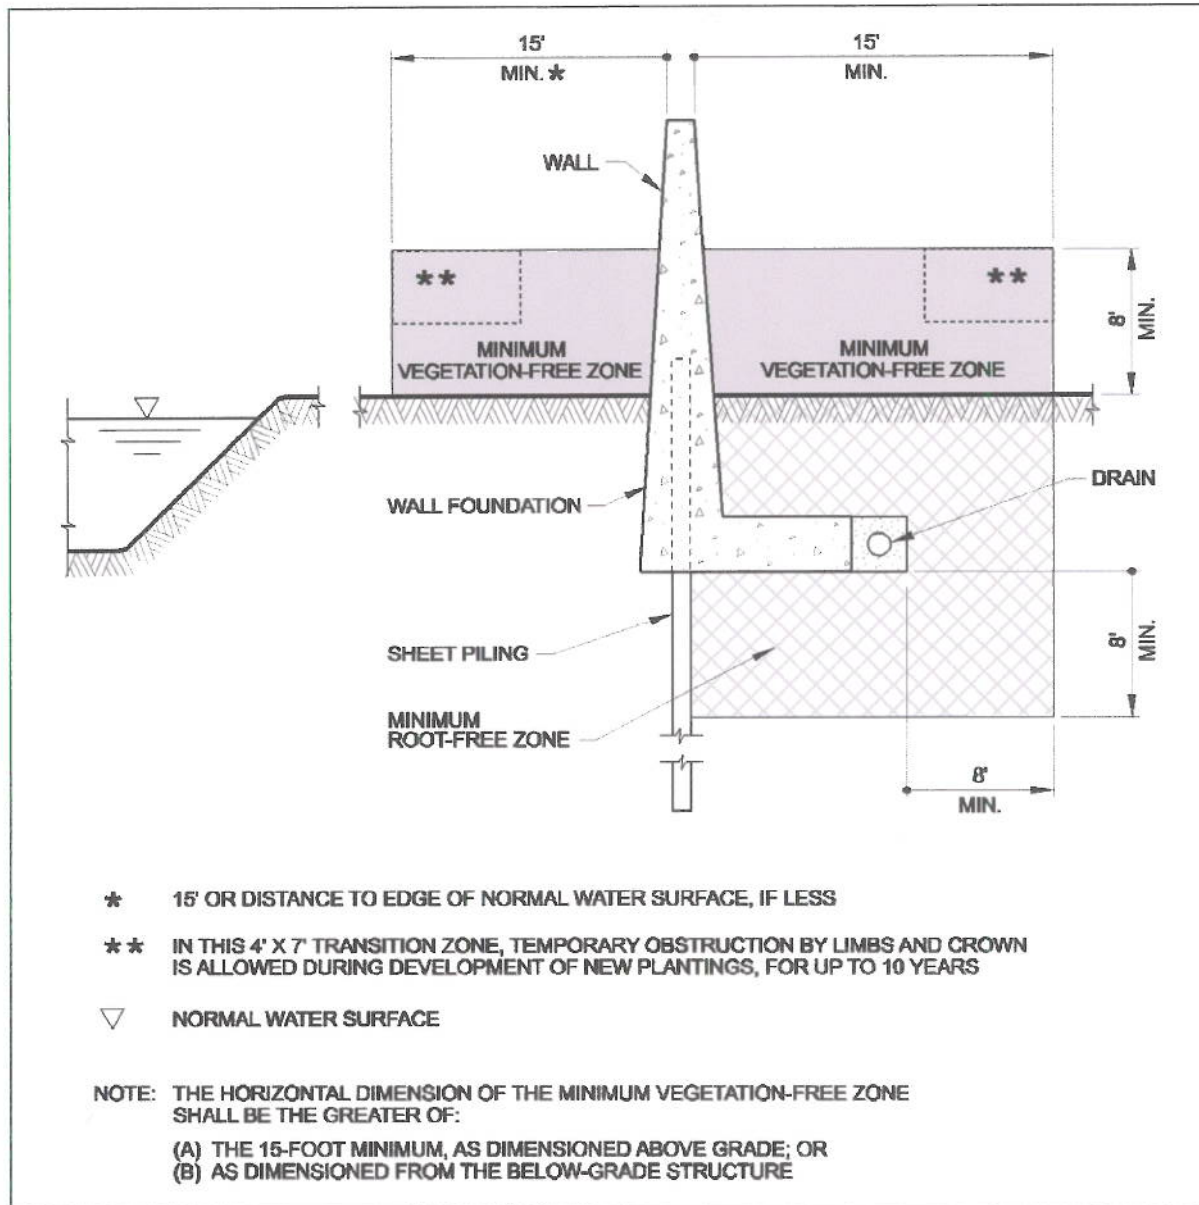 15'
MIN. *
15'
MIN.
WALL
**
**
8'
MIN.
MINIMUM
VEGETATION-FREE ZONE
MINIMUM
VEGETATION-FREE ZONE
DRAIN
WALL FOUNDATION
SHEET PILING
8'
MIN.
MINIMUM
ROOT-FREE ZONE
8'
MIN.
* 15' OR DISTANCE TO EDGE OF NORMAL WATER SURFACE, IF LESS
** IN THIS 4' X 7' TRANSITION ZONE, TEMPORARY OBSTRUCTION BY LIMBS AND CROWN
IS ALLOWED DURING DEVELOPMENT OF NEW PLANTINGS, FOR UP TO 10 YEARS
NORMAL WATER SURFACE
NOTE: THE HORIZONTAL DIMENSION OF THE MINIMUM VEGETATION-FREE ZONE
SHALL BE THE GREATER OF:
(A) THE 15-FOOT MINIMUM, AS DIMENSIONED ABOVE GRADE; OR
(B) AS DIMENSIONED FROM THE BELOW-GRADE STRUCTURE